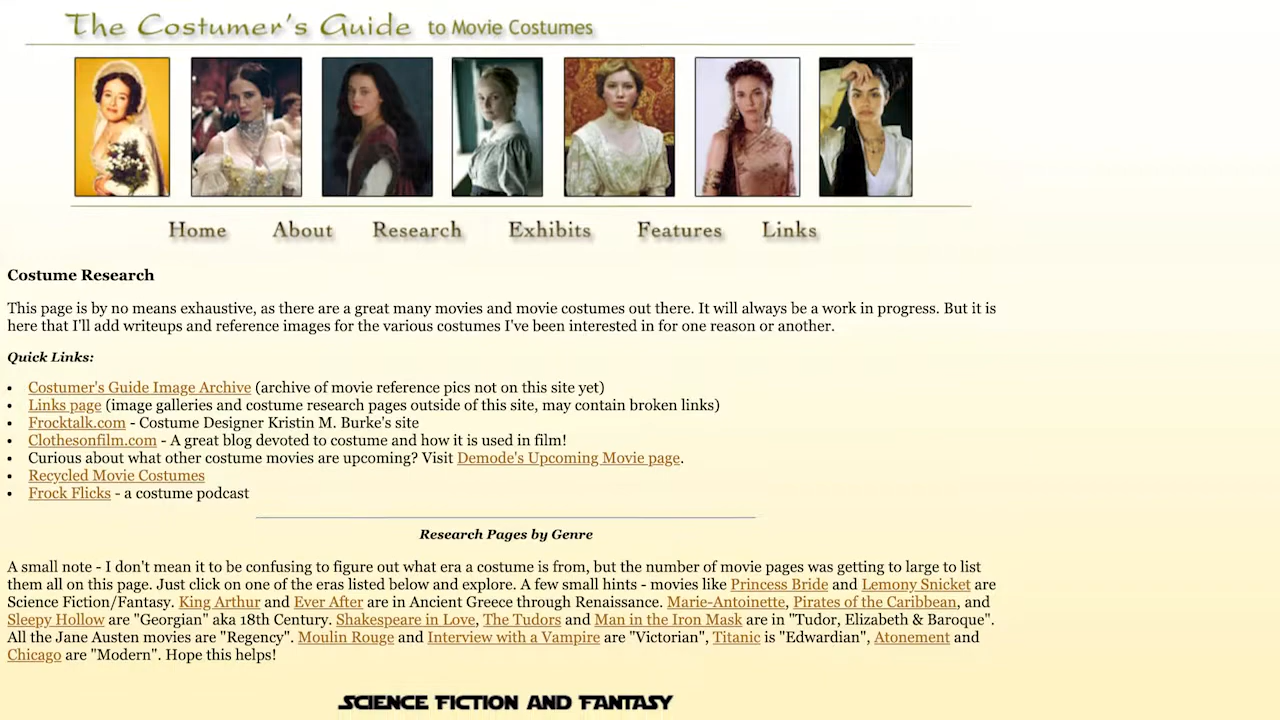 The Costumer's Guide to Movie Costumes
Home About Research Exhibits Features Links
Costume Research
This page is by no means exhaustive, as there are a great many movies and movie costumes out there. It will always be a work in progress. But it is
here that I'll add writeups and reference images for the various costumes I've been interested in for one reason or another.
Quick Links:
• Costumer's Guide Image Archive (archive of movie reference pics not on this site yet)
• Links page (image galleries and costume research pages outside of this site, may contain broken links)
• Frocktalk.com - Costume Designer Kristin M. Burke's site
• Clothesonfilm.com - A great blog devoted to costume and how it is used in film!
• Curious about what other costume movies are upcoming? Visit Demode's Upcoming Movie page.
• Recycled Movie Costumes
• Frock Flicks - a costume podcast
Research Pages by Genre
A small note - I don't mean it to be confusing to figure out what era a costume is from, but the number of movie pages was getting to large to list
them all on this page. Just click on one of the eras listed below and explore. A few small hints - movies like Princess Bride and Lemony Snicket are
Science Fiction/Fantasy. King Arthur and Ever After are in Ancient Greece through Renaissance. Marie-Antoinette, Pirates of the Caribbean, and
Sleepy Hollow are "Georgian" aka 18th Century. Shakespeare in Love, The Tudors and Man in the Iron Mask are in "Tudor, Elizabeth & Baroque".
All the Jane Austen movies are "Regency". Moulin Rouge and Interview with a Vampire are "Victorian", Titanic is "Edwardian", Atonement and
Chicago are "Modern". Hope this helps!
SCIENCE FICTION AND FANTASY